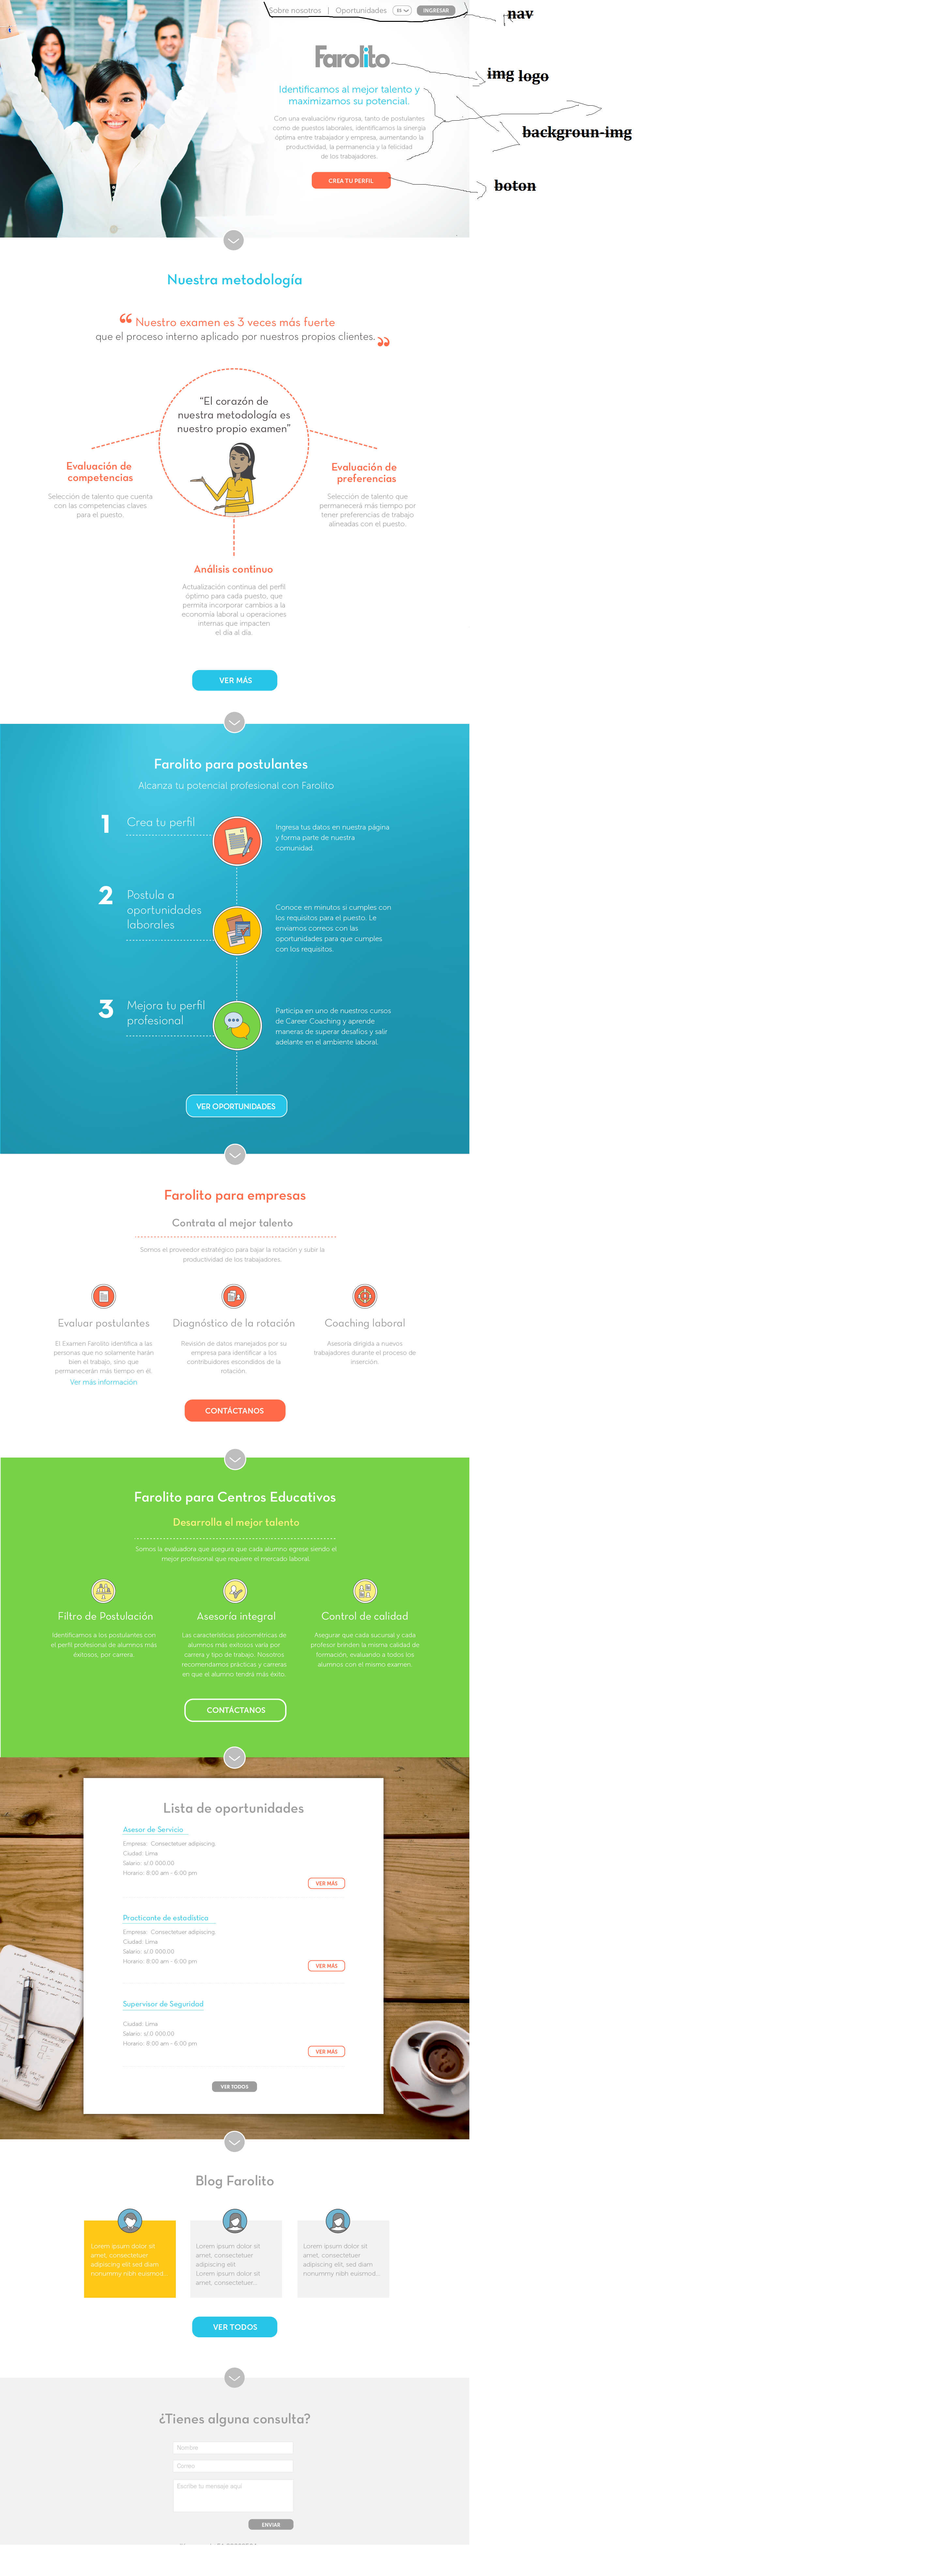 Sobre nosotros | Oportunidades ES INGRESAR
nav
Farolito
img logo
Identificamos al mejor talento y
maximizamos su potencial.
backgroun-img
Con una evaluación rigurosa, tanto de postulantes
como de puestos laborales, identificamos la sinergia
óptima entre trabajador y empresa, aumentando la
productividad, la permanencia y la felicidad
de los trabajadores.
CREA TU PERFIL
boton
Nuestra metodología
“ Nuestro examen es 3 veces más fuerte
que el proceso interno aplicado por nuestros propios clientes. ”
“El corazón de
nuestra metodología es
nuestro propio examen”
Evaluación de
competencias
Selección de talento que cuenta
con las competencias claves
para el puesto.
Evaluación de
preferencias
Selección de talento que
permanecerá más tiempo por
tener preferencias de trabajo
alineadas con el puesto.
Análisis continuo
Actualización continua del perfil
óptimo para cada puesto, que
permita incorporar cambios a la
economía laboral u operaciones
internas que impacten
el día al día.
VER MÁS
Farolito para postulantes
Alcanza tu potencial profesional con Farolito
1 Crea tu perfil
Ingresa tus datos en nuestra página
y forma parte de nuestra
comunidad.
2 Postula a
oportunidades
laborales
Conoce en minutos si cumples con
los requisitos para el puesto. Le
enviamos correos con las
oportunidades para que cumples
con los requisitos.
3 Mejora tu perfil
profesional
Participa en uno de nuestros cursos
de Career Coaching y aprende
maneras de superar desafíos y salir
adelante en el ambiente laboral.
VER OPORTUNIDADES
Farolito para empresas
Contrata al mejor talento
Somos el proveedor estratégico para bajar la rotación y subir la
productividad de los trabajadores.
Evaluar postulantes
El Examen Farolito identifica a las
personas que no solamente harán
bien el trabajo, sino que
permanecerán más tiempo en él.
Ver más información
Diagnóstico de la rotación
Revisión de datos manejados por su
empresa para identificar a los
contribuidores escondidos de la
rotación.
Coaching laboral
Asesoría dirigida a nuevos
trabajadores durante el proceso de
inserción.
CONTÁCTANOS
Farolito para Centros Educativos
Desarrolla el mejor talento
Somos la evaluadora que asegura que cada alumno egrese siendo el
mejor profesional que requiere el mercado laboral.
Filtro de Postulación
Identificamos a los postulantes con
el perfil profesional de alumnos más
exitosos, por carrera.
Asesoría integral
Las características psicométricas de
alumnos más exitosos varía por
carrera y tipo de trabajo. Nosotros
recomendamos prácticas y carreras
en que el alumno tendrá más éxito.
Control de calidad
Asegurar que cada sucursal y cada
profesor brinden la misma calidad de
formación, evaluando a todos los
alumnos con el mismo examen.
CONTÁCTANOS
Lista de oportunidades
Asesor de Servicio
Empresa: Consectetuer adipiscing.
Ciudad: Lima
Salario: s/.0 000.00
Horario: 8:00 am - 6:00 pm
VER MÁS
Practicante de estadística
Empresa: Consectetuer adipiscing.
Ciudad: Lima
Salario: s/.0 000.00
Horario: 8:00 am - 6:00 pm
VER MÁS
Supervisor de Seguridad
Ciudad: Lima
Salario: s/.0 000.00
Horario: 8:00 am - 6:00 pm
VER MÁS
VER TODOS
Blog Farolito
Lorem ipsum dolor sit
amet, consectetuer
adipiscing elit, sed diam
nonummy nibh euismod...
Lorem ipsum dolor sit
amet, consectetuer
adipiscing elit
Lorem ipsum dolor sit
amet, consectetuer...
Lorem ipsum dolor sit
amet, consectetuer
adipiscing elit, sed diam
nonummy nibh euismod...
VER TODOS
¿Tienes alguna consulta?
Nombre
Correo
Escribe tu mensaje aquí
ENVIAR